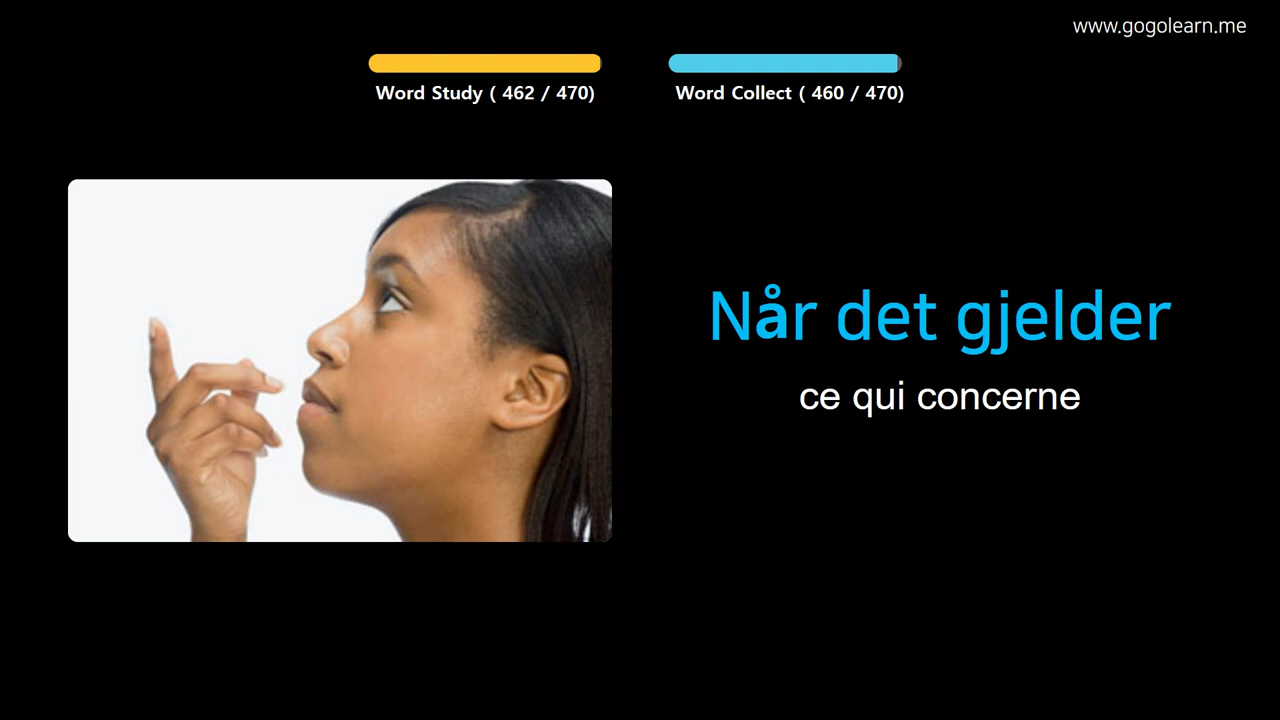 www.gogolearn.me
Word Study ( 462 / 470)
Word Collect ( 460 / 470)
Når det gjelder
ce qui concerne